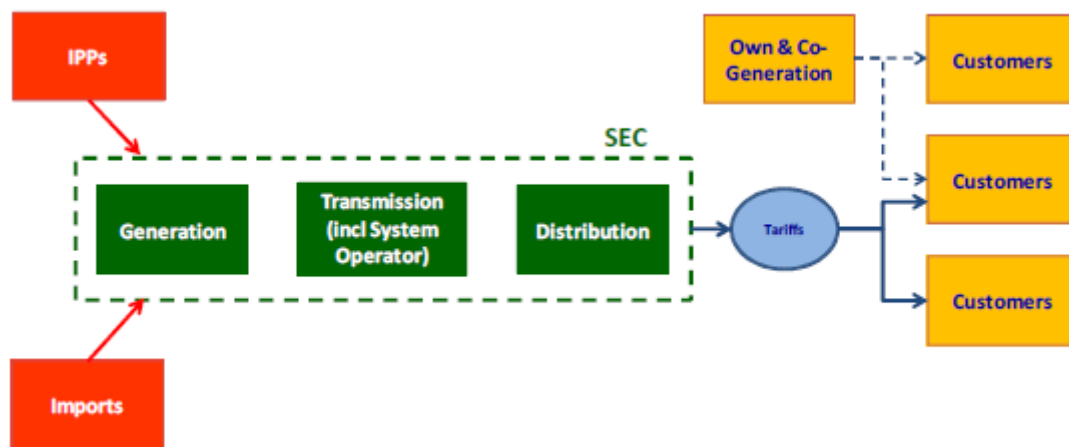 IPPs
Own & Co-
Generation
Customers
SEC
Generation
Transmission
(incl System
Operator)
Distribution
Tariffs
Customers
Customers
Imports